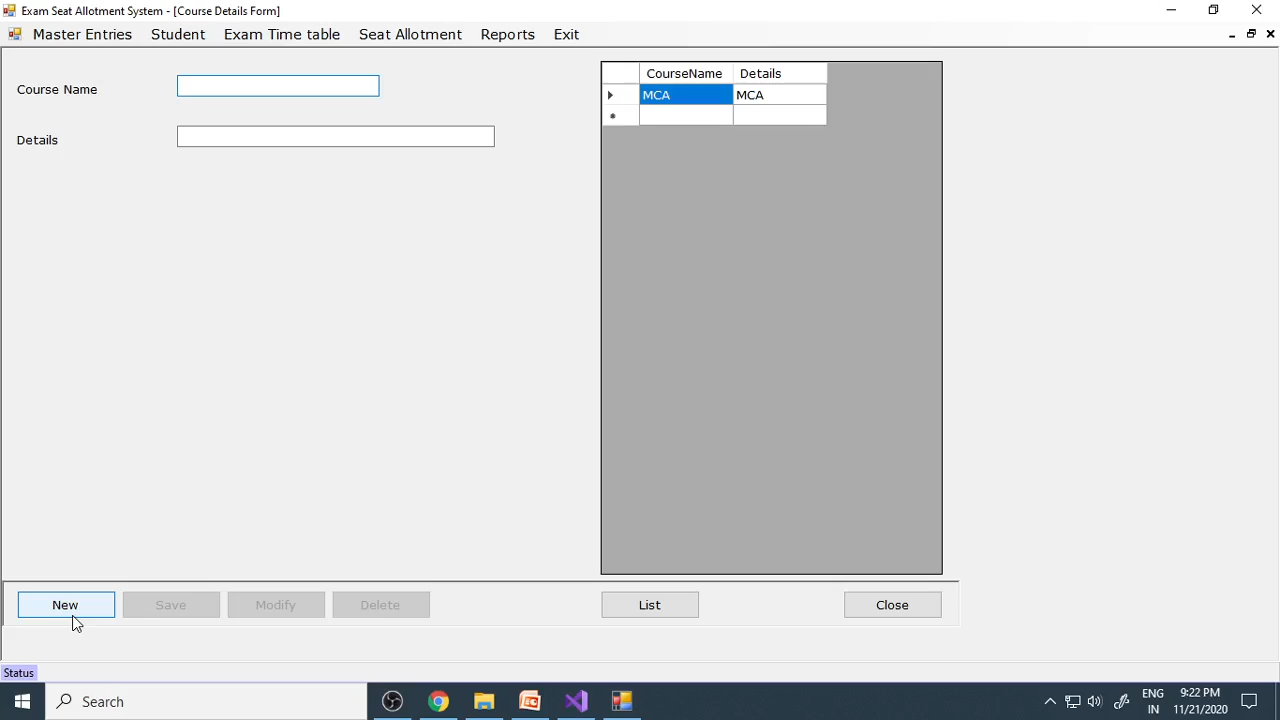 Exam Seat Allotment System - [Course Details Form]
Master Entries Student Exam Time table Seat Allotment Reports Exit
Course Name
Details
CourseName Details
MCA MCA
New Save Modify Delete List Close
Status
Search
ENG
IN
9:22 PM
11/21/2020